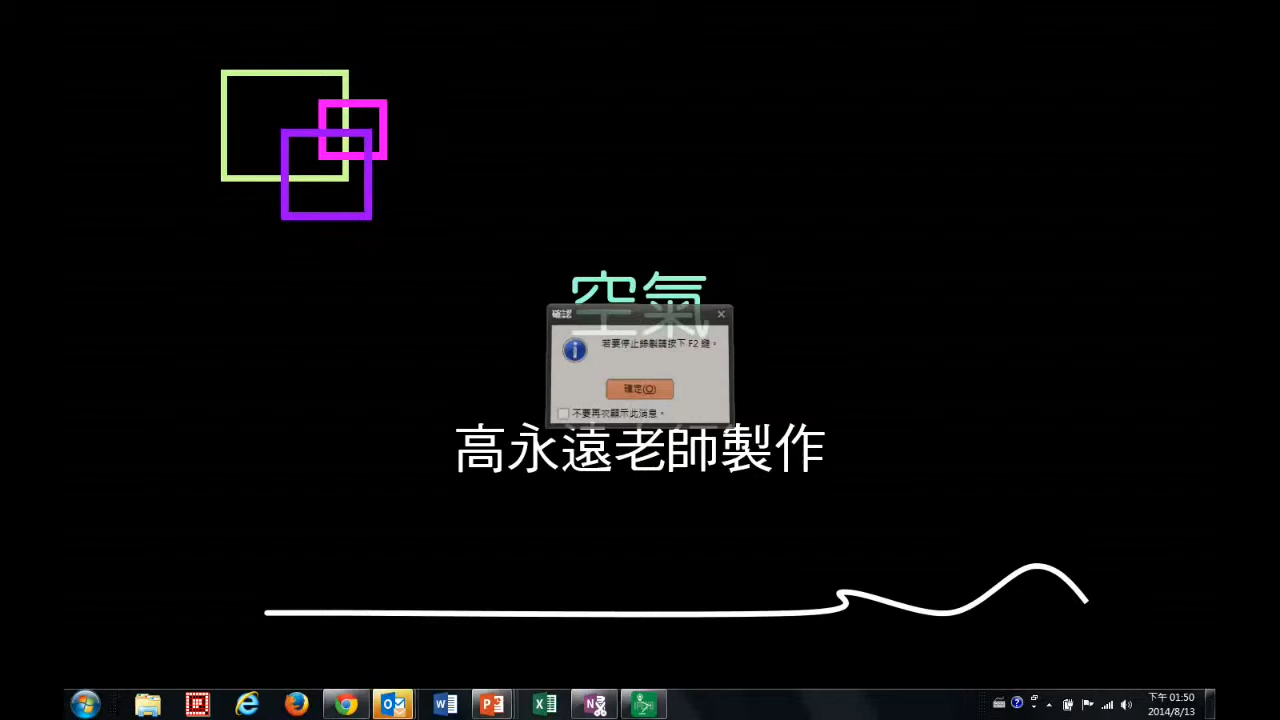 空氣
確認
若要停止錄製請按下 F2 鍵。
確定(O)
不要再次顯示此消息。
高永遠老師製作
下午 01:50
2014/8/13